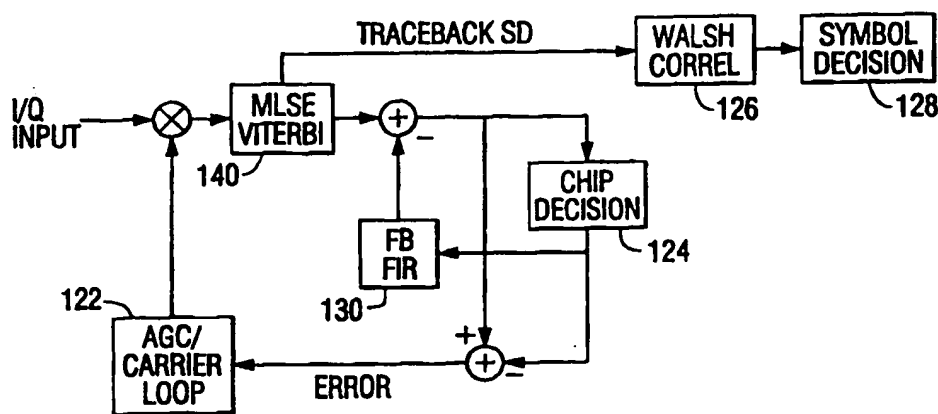 TRACEBACK SD
WALSH
CORREL
126
SYMBOL
DECISION
128
I/Q
INPUT
MLSE
VITERBI
140
+
−
CHIP
DECISION
124
FB
FIR
130
122
AGC/
CARRIER
LOOP
+
+
−
ERROR